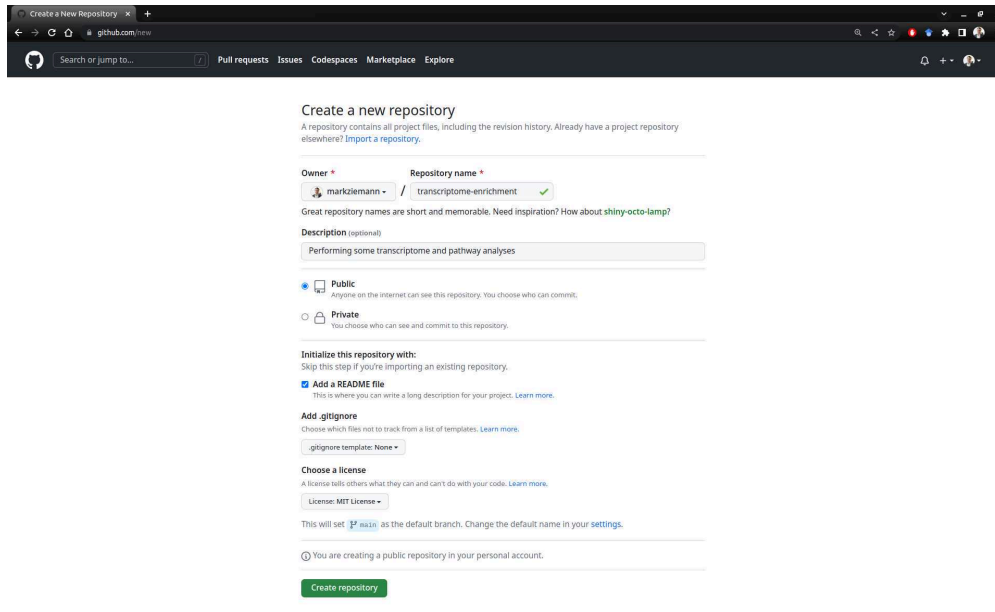 Create a New Repository
github.com/new
Search or jump to... /
Pull requests Issues Codespaces Marketplace Explore
Create a new repository
A repository contains all project files, including the revision history. Already have a project repository
elsewhere? Import a repository.
Owner * Repository name *
markziemann / transcriptome-enrichment
Great repository names are short and memorable. Need inspiration? How about shiny-octo-lamp?
Description (optional)
Performing some transcriptome and pathway analyses
Public
Anyone on the internet can see this repository. You choose who can commit.
Private
You choose who can see and commit to this repository.
Initialize this repository with:
Skip this step if you're importing an existing repository.
Add a README file
This is where you can write a long description for your project. Learn more.
Add .gitignore
Choose which files not to track from a list of templates. Learn more.
.gitignore template: None
Choose a license
A license tells others what they can and can't do with your code. Learn more.
License: MIT License
This will set main as the default branch. Change the default name in your settings.
You are creating a public repository in your personal account.
Create repository